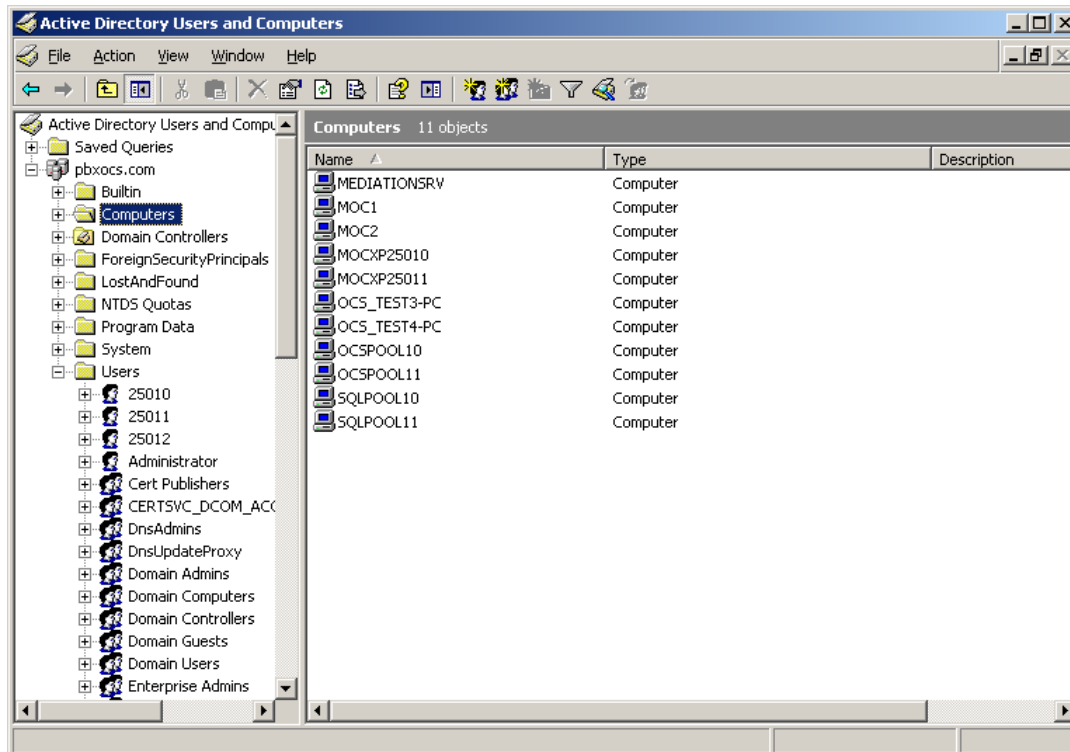 Active Directory Users and Computers
File Action View Window Help
Active Directory Users and Compu
Saved Queries
pbxocs.com
Builtin
Computers
Domain Controllers
ForeignSecurityPrincipals
LostAndFound
NTDS Quotas
Program Data
System
Users
25010
25011
25012
Administrator
Cert Publishers
CERTSVC_DCOM_ACC
DnsAdmins
DnsUpdateProxy
Domain Admins
Domain Computers
Domain Controllers
Domain Guests
Domain Users
Enterprise Admins
Computers 11 objects
Name Type Description
MEDIATIONSRV Computer
MOC1 Computer
MOC2 Computer
MOCXP25010 Computer
MOCXP25011 Computer
OCS_TEST3-PC Computer
OCS_TEST4-PC Computer
OCSPOOL10 Computer
OCSPOOL11 Computer
SQLPOOL10 Computer
SQLPOOL11 Computer